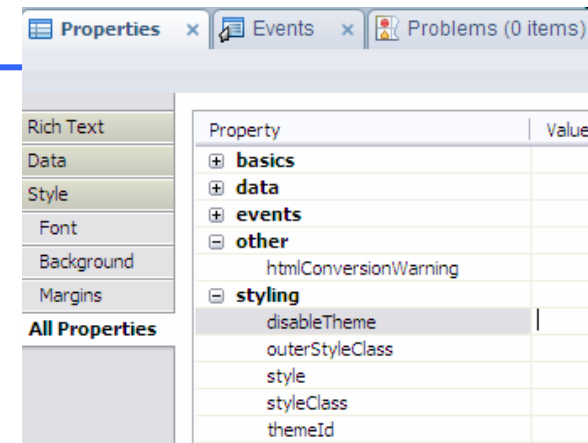 Properties x Events x Problems (0 items)
Rich Text
Data
Style
Font
Background
Margins
All Properties
Property Value
basics
data
events
other
htmlConversionWarning
styling
disableTheme
outerStyleClass
style
styleClass
themeId